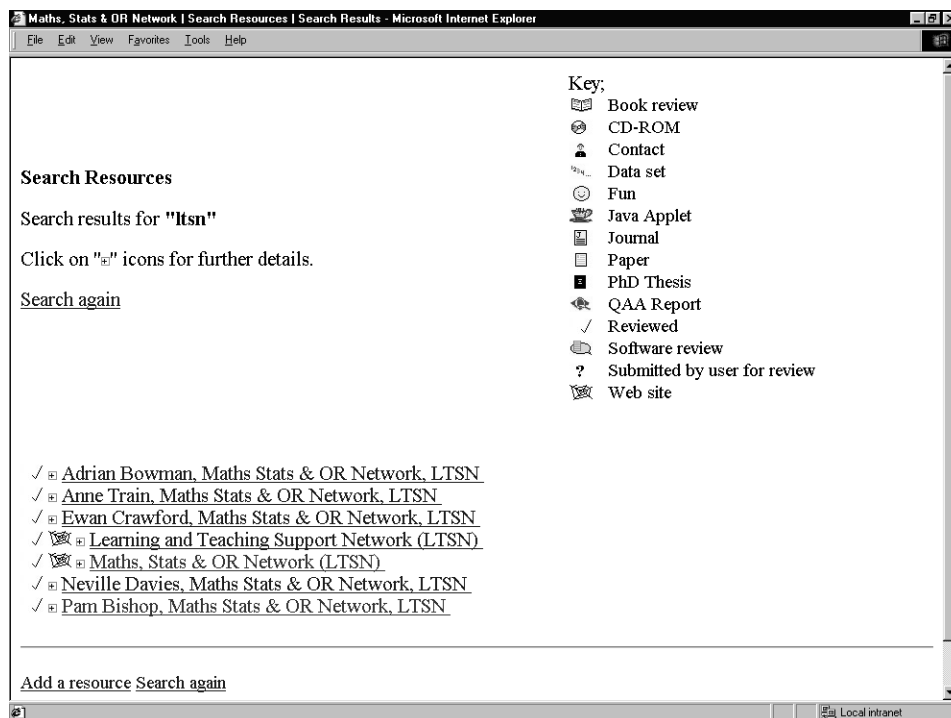 Maths, Stats & OR Network | Search Resources | Search Results - Microsoft Internet Explorer
File Edit View Favorites Tools Help
Key;
Book review
CD-ROM
Contact
Data set
Fun
Java Applet
Journal
Paper
PhD Thesis
QAA Report
Reviewed
Software review
? Submitted by user for review
Web site
Search Resources
Search results for "ltsn"
Click on "+" icons for further details.
Search again
Adrian Bowman, Maths Stats & OR Network, LTSN
Anne Train, Maths Stats & OR Network, LTSN
Ewan Crawford, Maths Stats & OR Network, LTSN
Learning and Teaching Support Network (LTSN)
Maths, Stats & OR Network (LTSN)
Neville Davies, Maths Stats & OR Network, LTSN
Pam Bishop, Maths Stats & OR Network, LTSN
Add a resource Search again
Local intranet